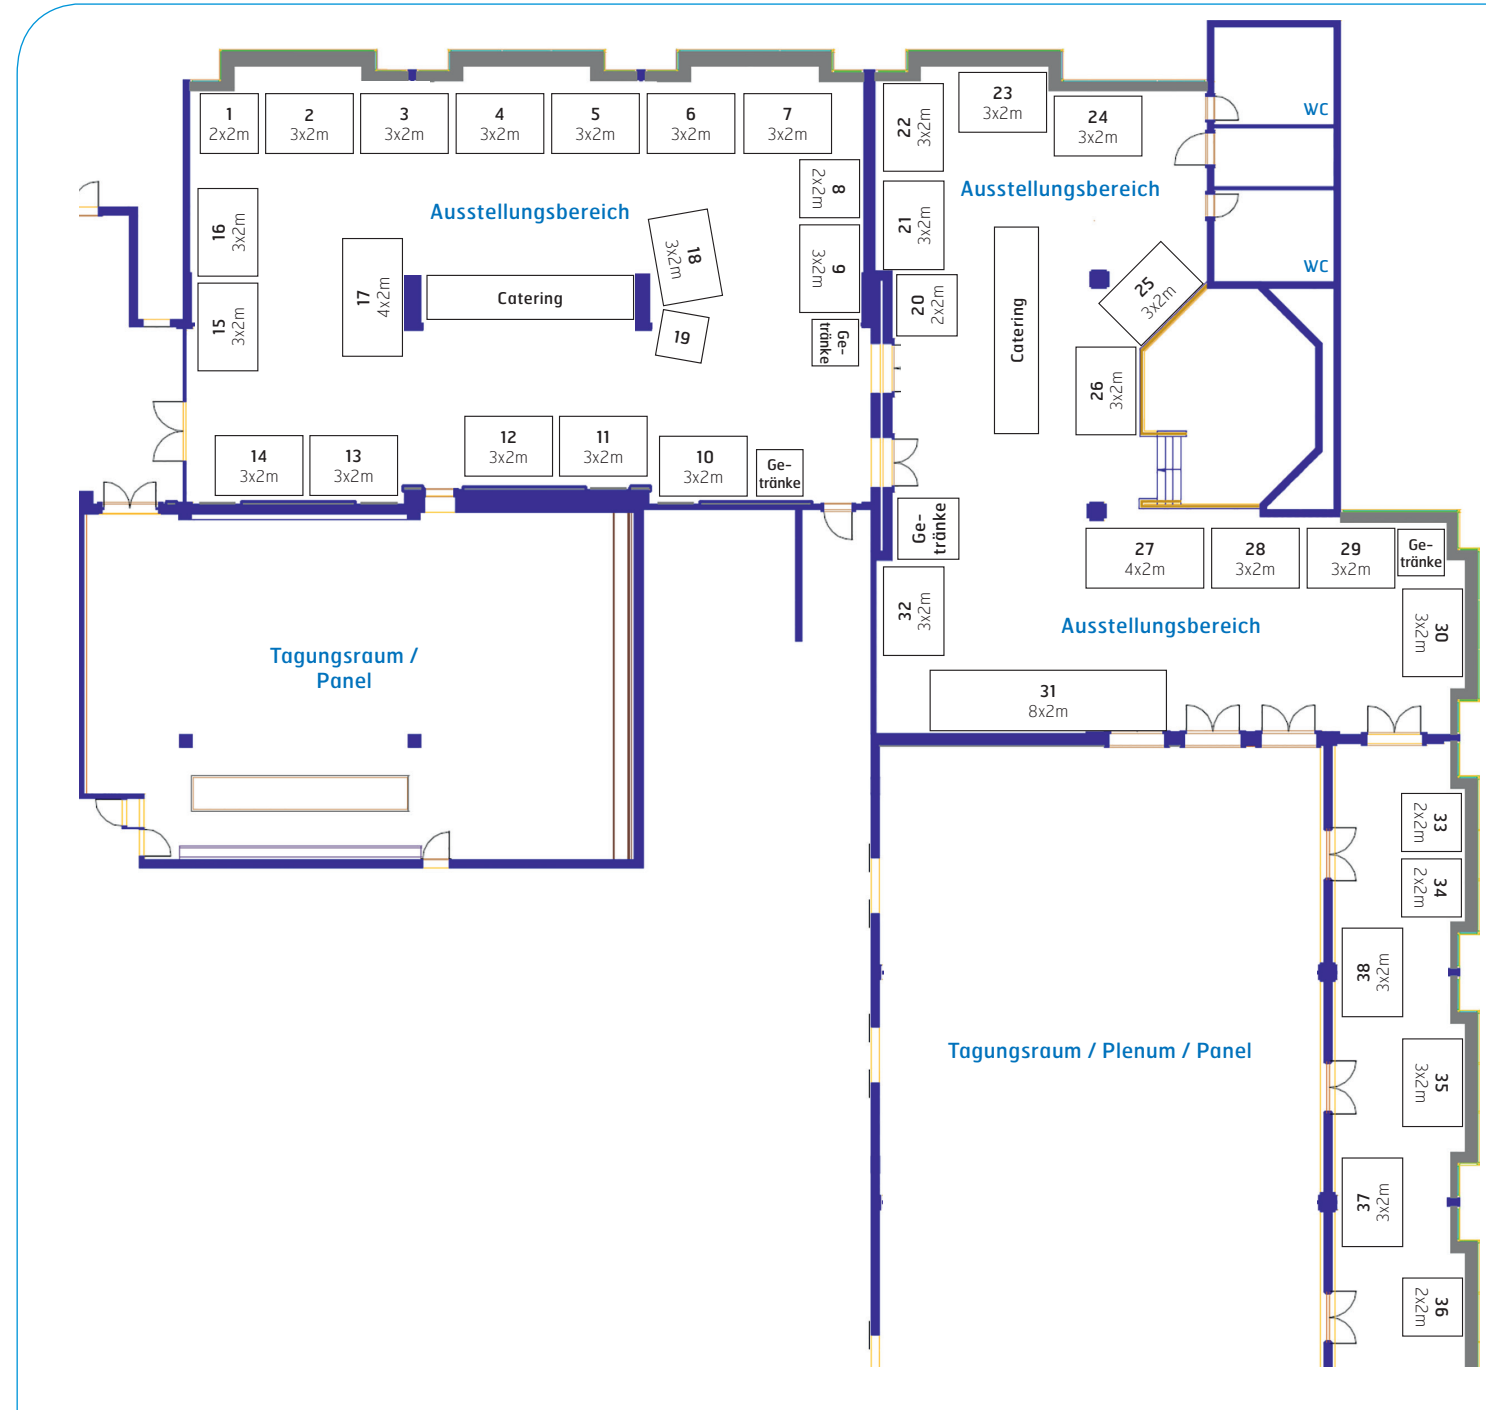 1
2x2m
2
3x2m
3
3x2m
4
3x2m
5
3x2m
6
3x2m
7
3x2m
8
2x2m
9
3x2m
Ge-
tränke
16
3x2m
15
3x2m
Ausstellungsbereich
17
4x2m
Catering
18
3x2m
19
14
3x2m
13
3x2m
12
3x2m
11
3x2m
10
3x2m
Ge-
tränke
22
3x2m
23
3x2m
24
3x2m
WC
Ausstellungsbereich
21
3x2m
20
2x2m
Catering
25
3x2m
WC
26
3x2m
Ge-
tränke
27
4x2m
28
3x2m
29
3x2m
Ge-
tränke
32
3x2m
Ausstellungsbereich
30
3x2m
31
8x2m
Tagungsraum /
Panel
33
2x2m
34
2x2m
38
3x2m
Tagungsraum / Plenum / Panel
35
3x2m
37
3x2m
36
2x2m